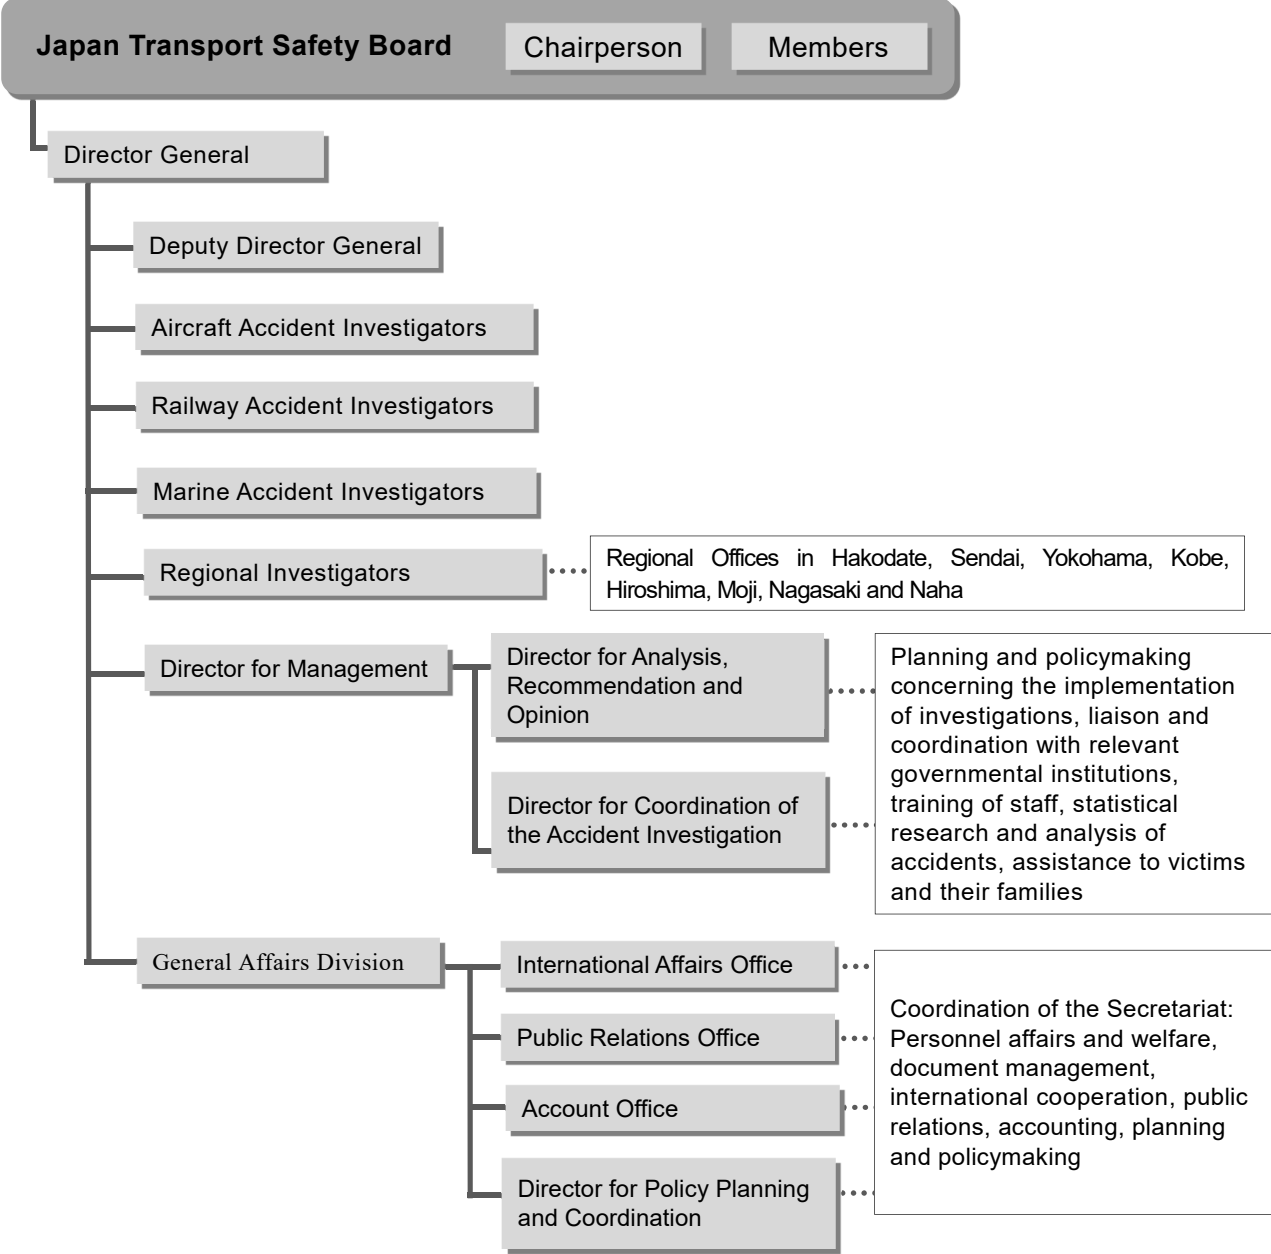 Japan Transport Safety Board
Chairperson
Members
Director General
Deputy Director General
Aircraft Accident Investigators
Railway Accident Investigators
Marine Accident Investigators
Regional Investigators
Regional Offices in Hakodate, Sendai, Yokohama, Kobe,
Hiroshima, Moji, Nagasaki and Naha
Director for Management
Director for Analysis,
Recommendation and
Opinion
Director for Coordination of
the Accident Investigation
Planning and policymaking
concerning the implementation
of investigations, liaison and
coordination with relevant
governmental institutions,
training of staff, statistical
research and analysis of
accidents, assistance to victims
and their families
General Affairs Division
International Affairs Office
Public Relations Office
Account Office
Director for Policy Planning
and Coordination
Coordination of the Secretariat:
Personnel affairs and welfare,
document management,
international cooperation, public
relations, accounting, planning
and policymaking